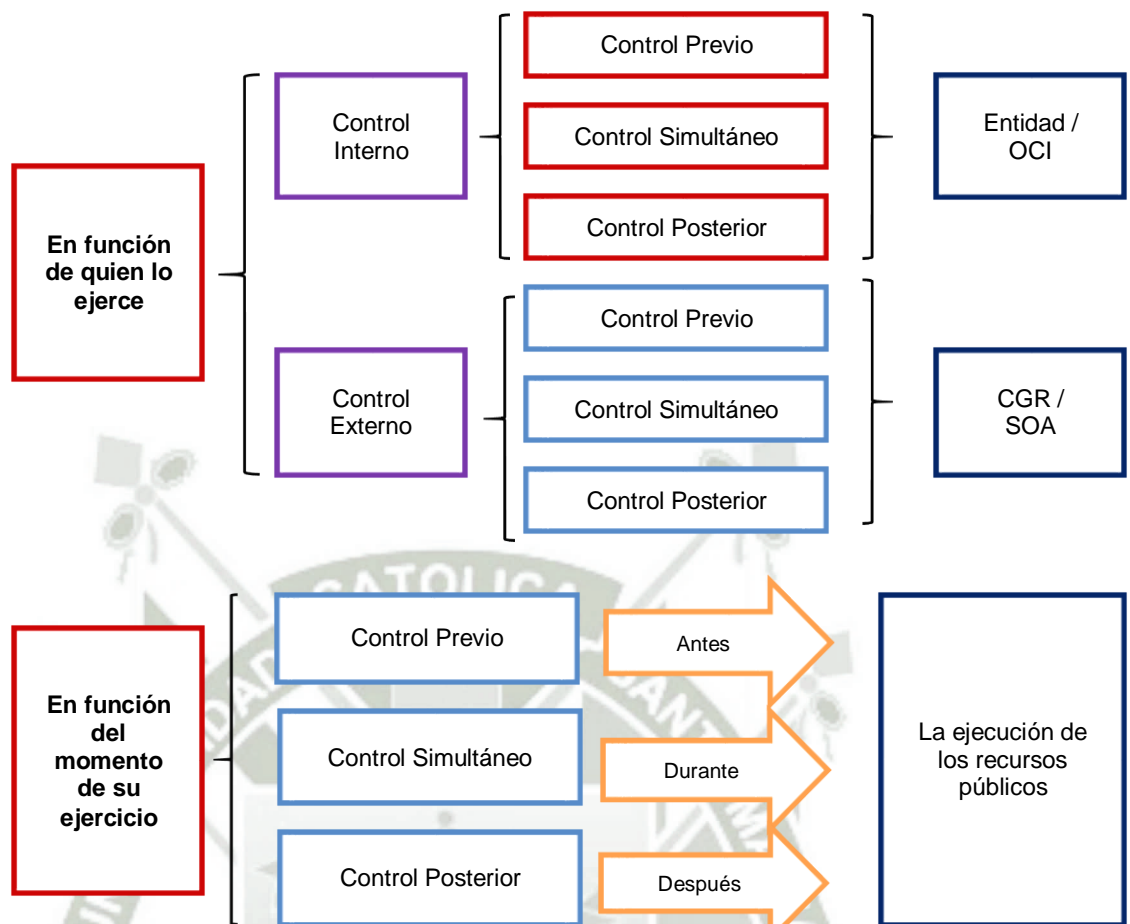 En función
de quien lo
ejerce
Control
Interno
Control Previo
Control Simultáneo
Control Posterior
Entidad /
OCI
Control
Externo
Control Previo
Control Simultáneo
Control Posterior
CGR /
SOA
En función
del
momento
de su
ejercicio
Control Previo
Antes
Control Simultáneo
Durante
Control Posterior
Después
La ejecución de
los recursos
públicos
CATOLICA